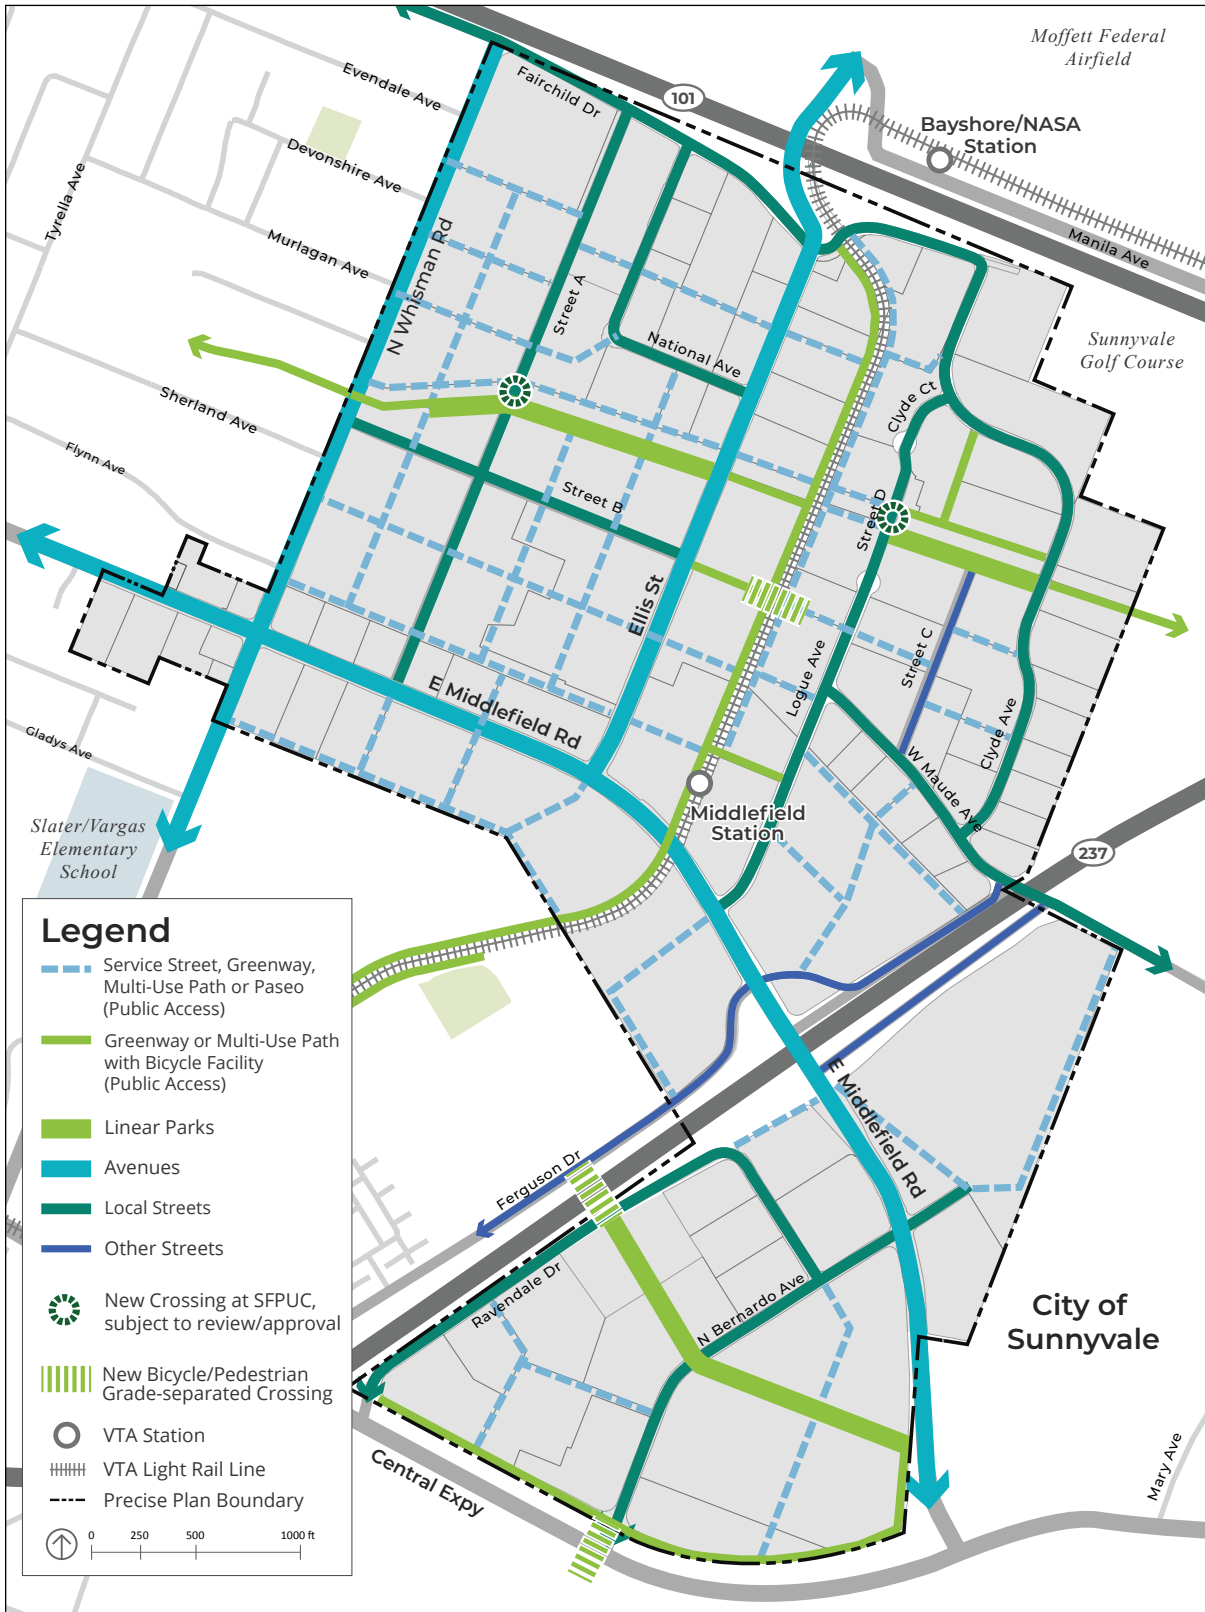 Moffett Federal
Airfield
Evendale Ave
Fairchild Dr
101
Bayshore/NASA
Station
Devonshire Ave
Tyrella Ave
Murlagan Ave
N Whisman Rd
Manila Ave
Street A
National Ave
Sunnyvale
Golf Course
Sherland Ave
Clyde Ct
Flynn Ave
Street B
Street D
Ellis St
Street C
Logue Ave
E Middlefield Rd
Gladys Ave
Clyde Ave
W Maude Ave
Middlefield
Station
Slater/Vargas
Elementary
School
237
E Middlefield Rd
Ferguson Dr
Ravendale Dr
N Bernardo Ave
City of
Sunnyvale
Central Expy
Mary Ave
Legend
Service Street, Greenway,
Multi-Use Path or Paseo
(Public Access)
Greenway or Multi-Use Path
with Bicycle Facility
(Public Access)
Linear Parks
Avenues
Local Streets
Other Streets
New Crossing at SFPUC,
subject to review/approval
New Bicycle/Pedestrian
Grade-separated Crossing
VTA Station
VTA Light Rail Line
Precise Plan Boundary
0 250 500 1000 ft